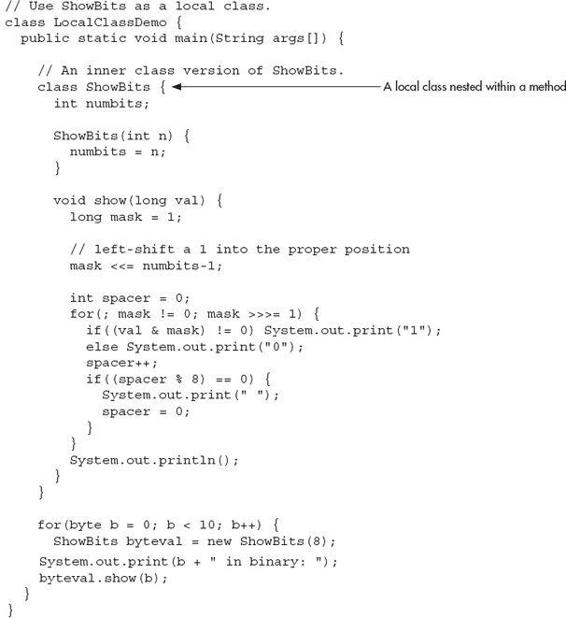 // Use ShowBits as a local class.
class LocalClassDemo {
  public static void main(String args[]) {
    // An inner class version of ShowBits.
    class ShowBits { A local class nested within a method
      int numbits;
      ShowBits(int n) {
        numbits = n;
      }
      void show(long val) {
        long mask = 1;
        // left-shift a 1 into the proper position
        mask <<= numbits-1;
        int spacer = 0;
        for(; mask != 0; mask >>>= 1) {
          if((val & mask) != 0) System.out.print("1");
          else System.out.print("0");
          spacer++;
          if((spacer % 8) == 0) {
            System.out.print(" ");
            spacer = 0;
          }
        }
        System.out.println();
      }
    }
    for(byte b = 0; b < 10; b++) {
      ShowBits byteval = new ShowBits(8);
    System.out.print(b + " in binary: ");
    byteval.show(b);
  }
}